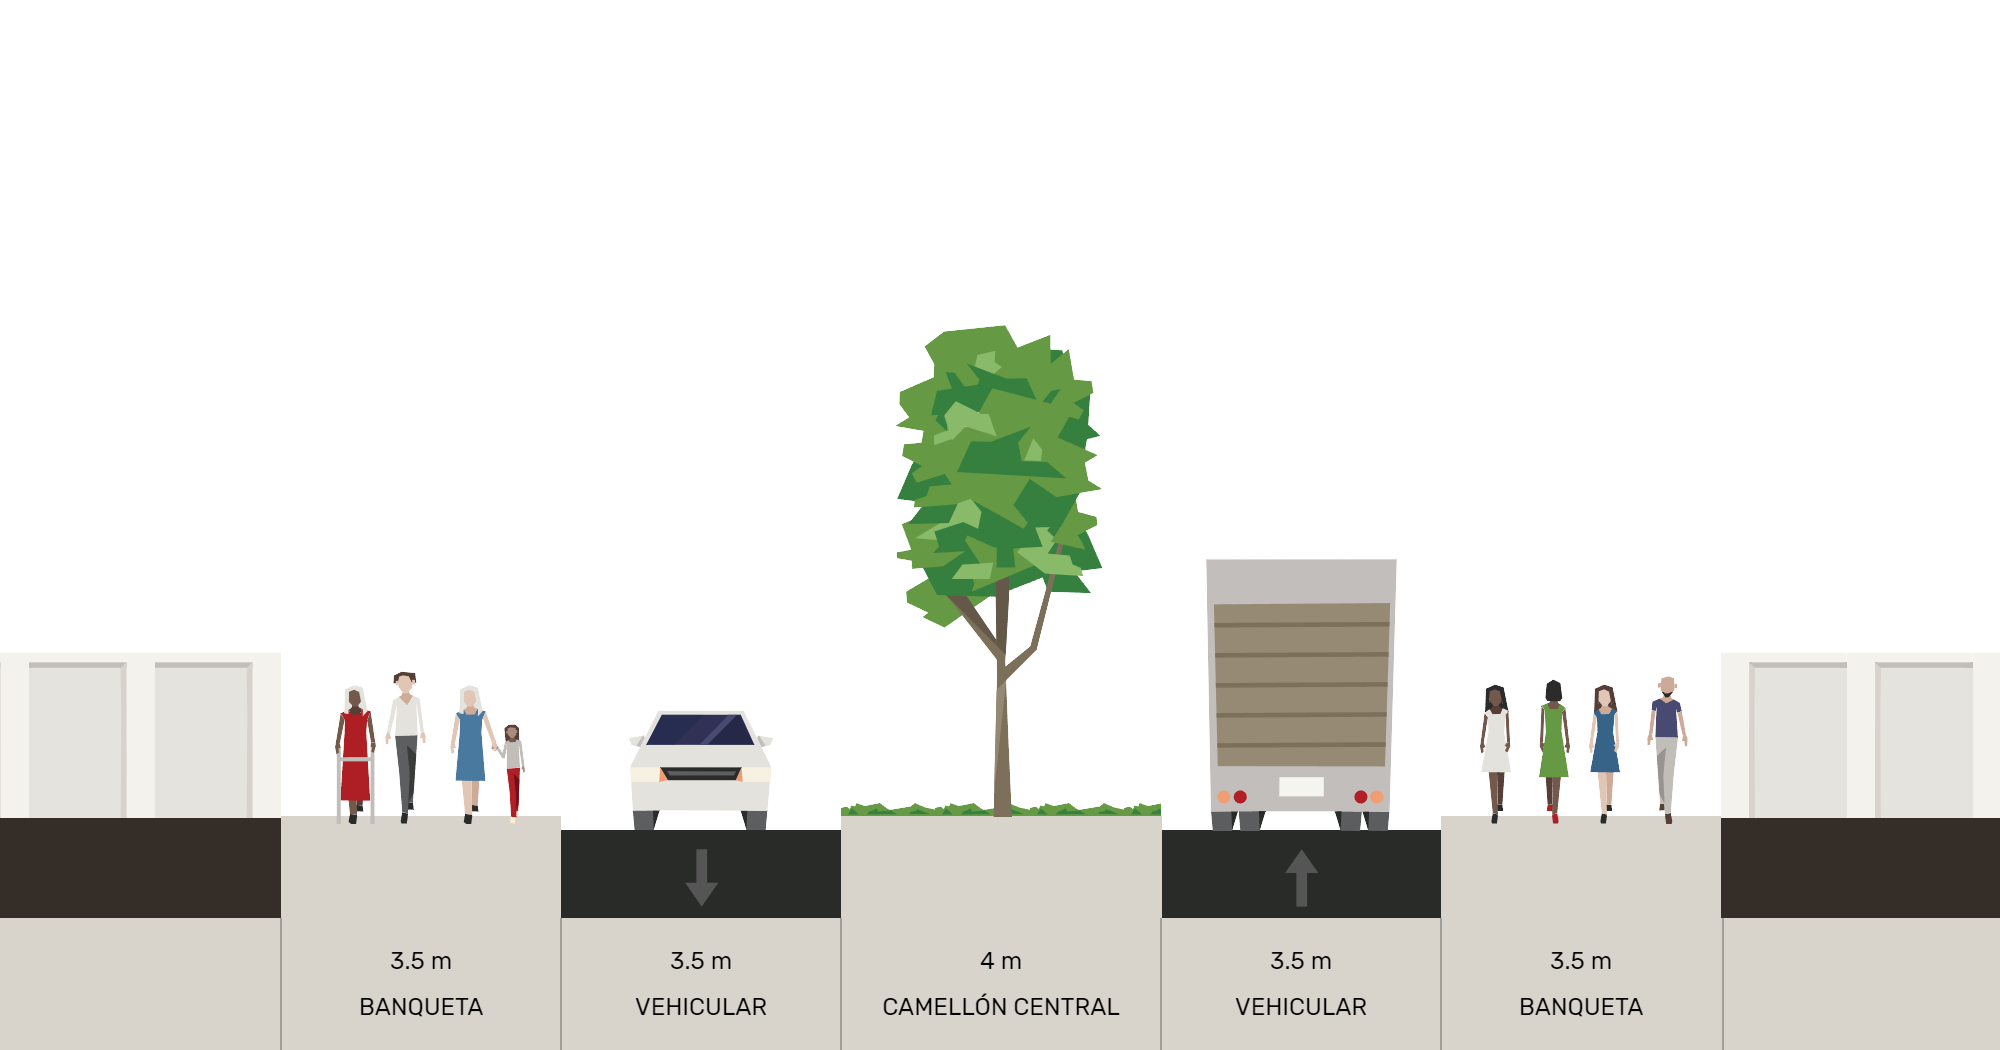 3.5 m
BANQUETA
3.5 m
VEHICULAR
4 m
CAMELLÓN CENTRAL
3.5 m
VEHICULAR
3.5 m
BANQUETA